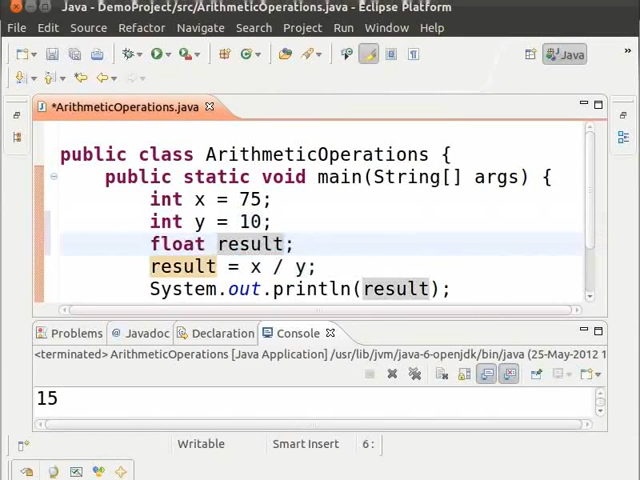 Java - DemoProject/src/ArithmeticOperations.java - Eclipse Platform
File Edit Source Refactor Navigate Search Project Run Window Help
Java
*ArithmeticOperations.java
public class ArithmeticOperations {
public static void main(String[] args) {
int x = 75;
int y = 10;
float result;
result = x / y;
System.out.println(result);
Problems Javadoc Declaration Console
<terminated> ArithmeticOperations [Java Application] /usr/lib/jvm/java-6-openjdk/bin/java (25-May-2012 1
15
Writable Smart Insert 6 :